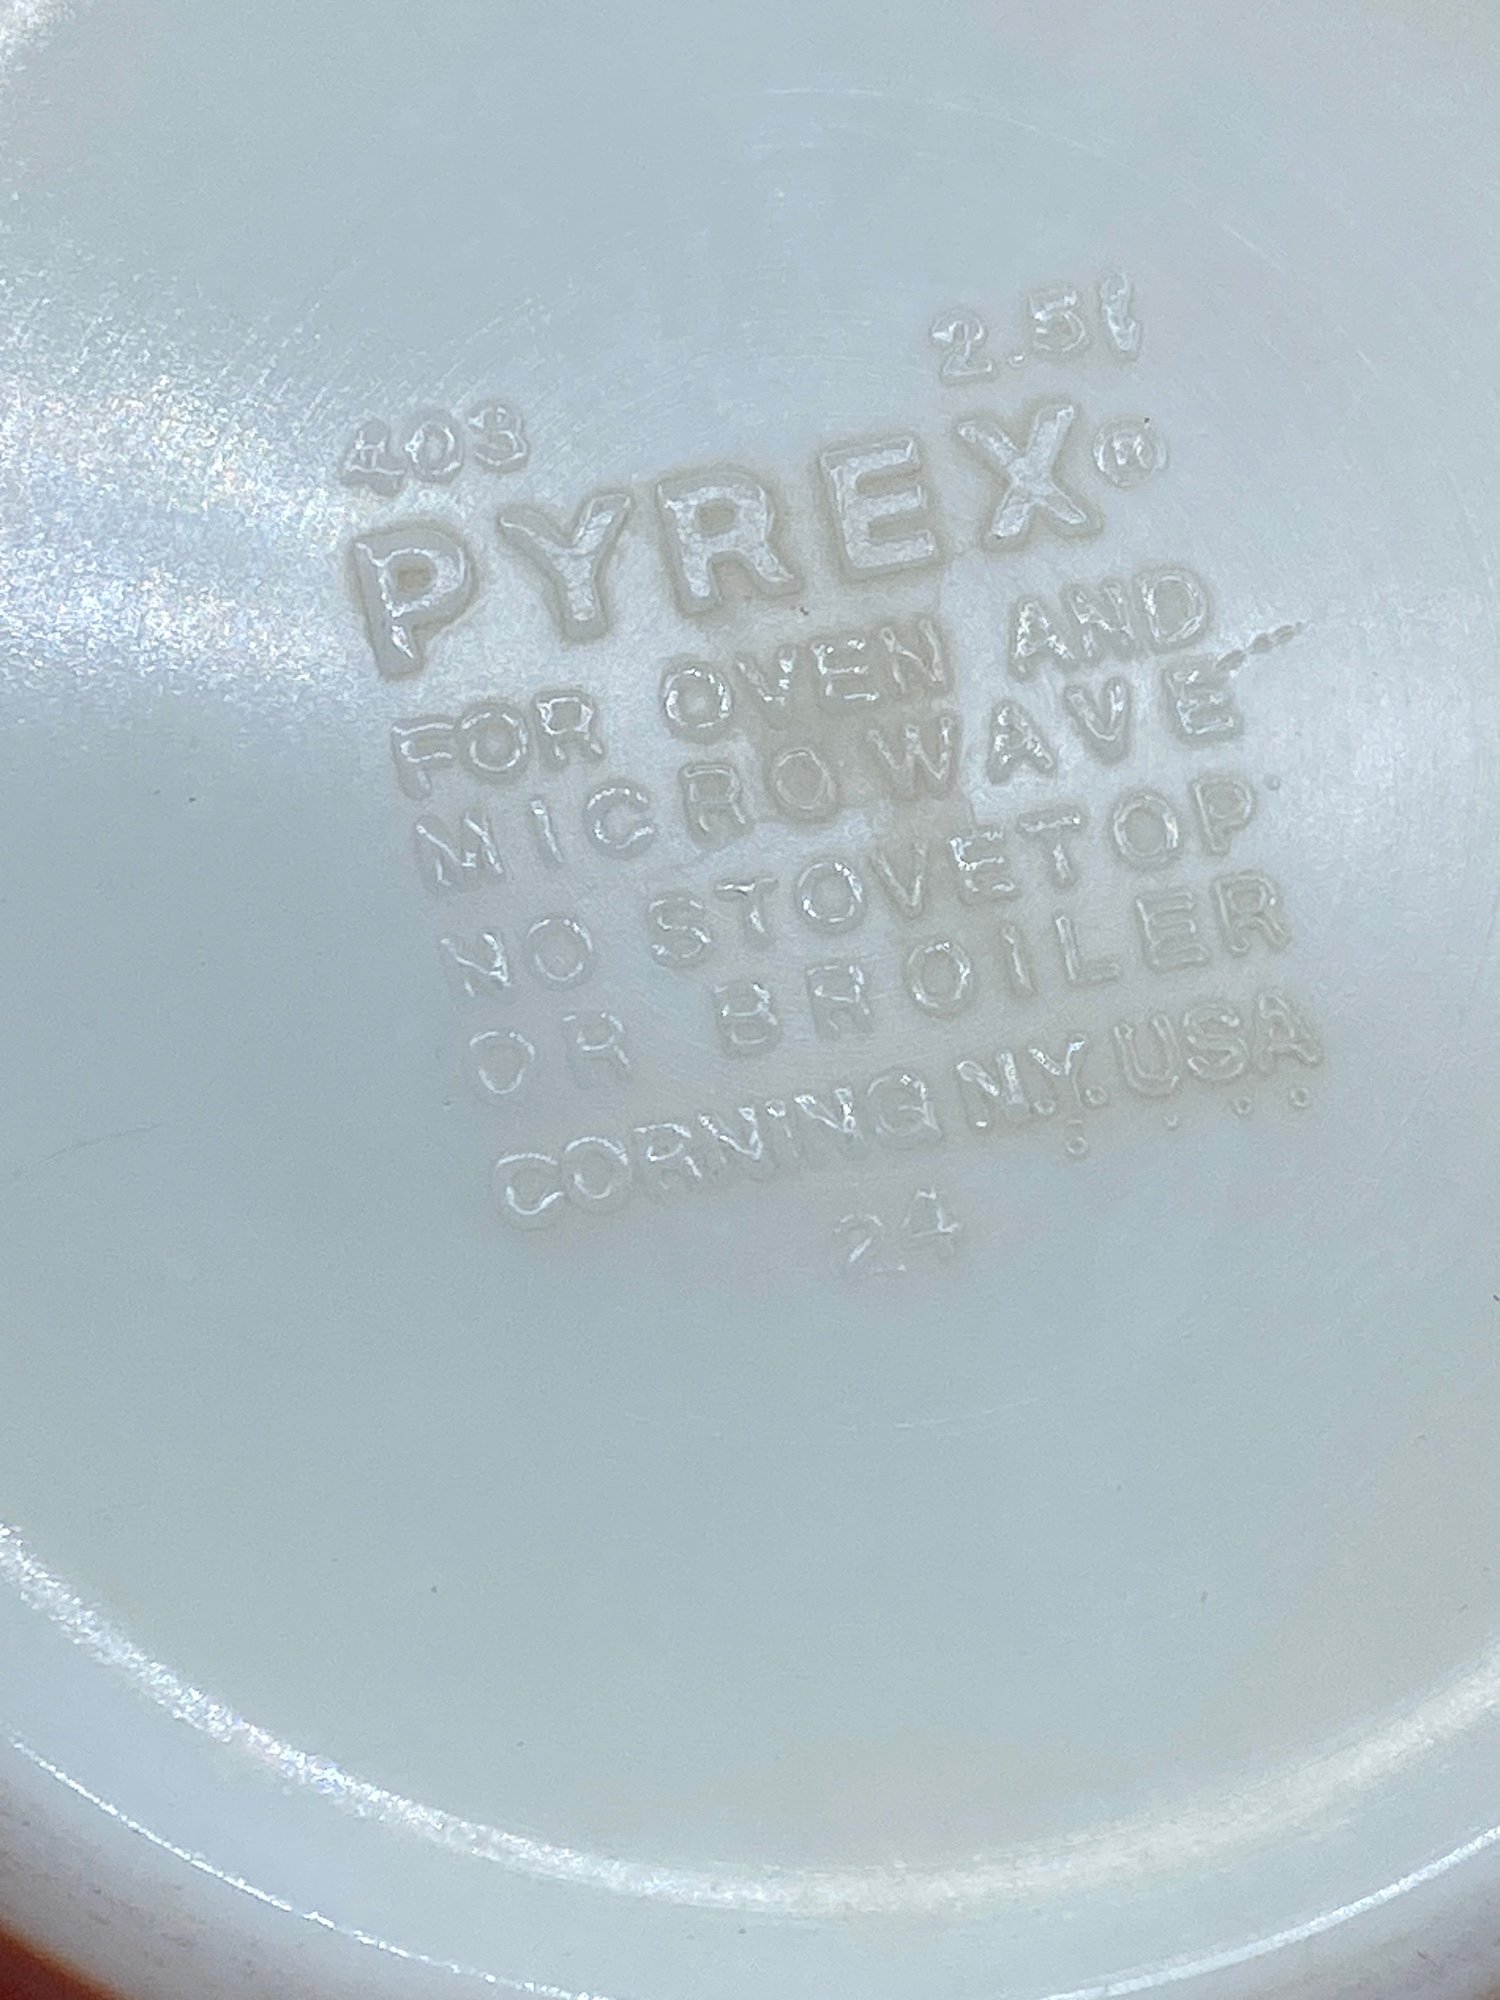 403 2.5ℓ
PYREX®
FOR OVEN AND
MICROWAVE
NO STOVETOP
OR BROILER
CORNING N.Y. USA
24